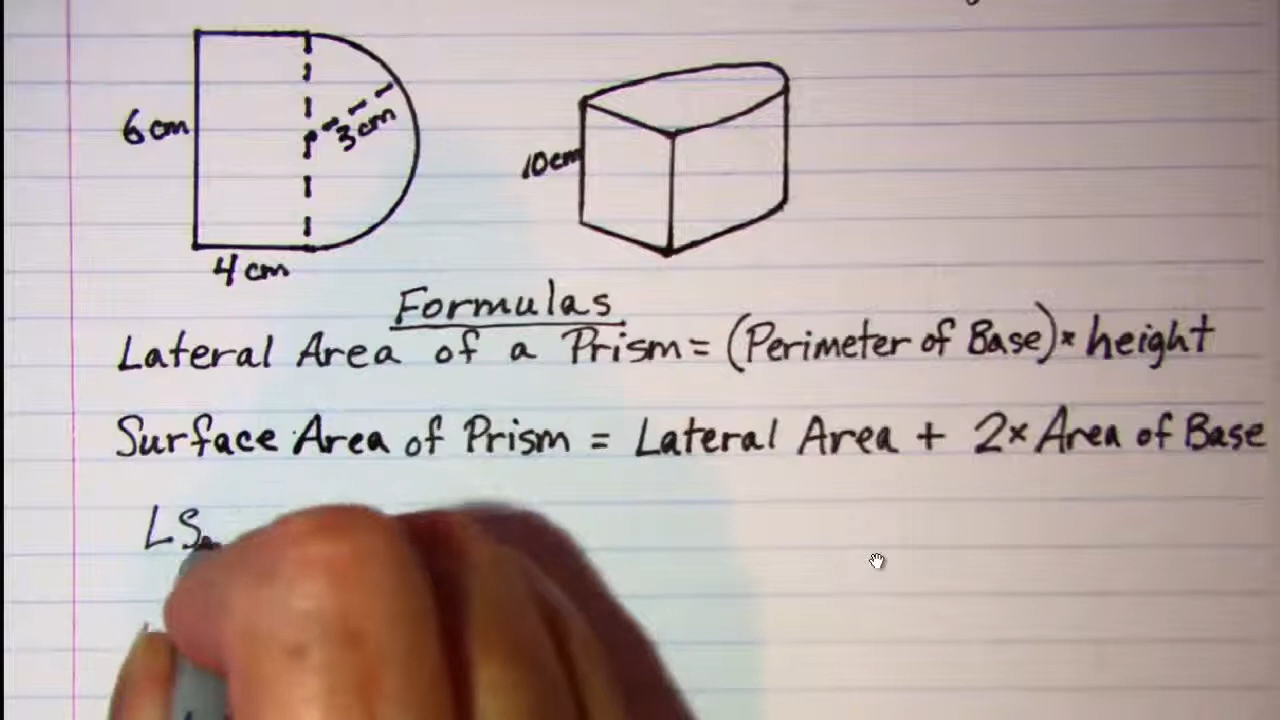 6cm
3cm
10cm
4cm
Formulas
Lateral Area of a Prism = (Perimeter of Base) * height
Surface Area of Prism = Lateral Area + 2× Area of Base
LS